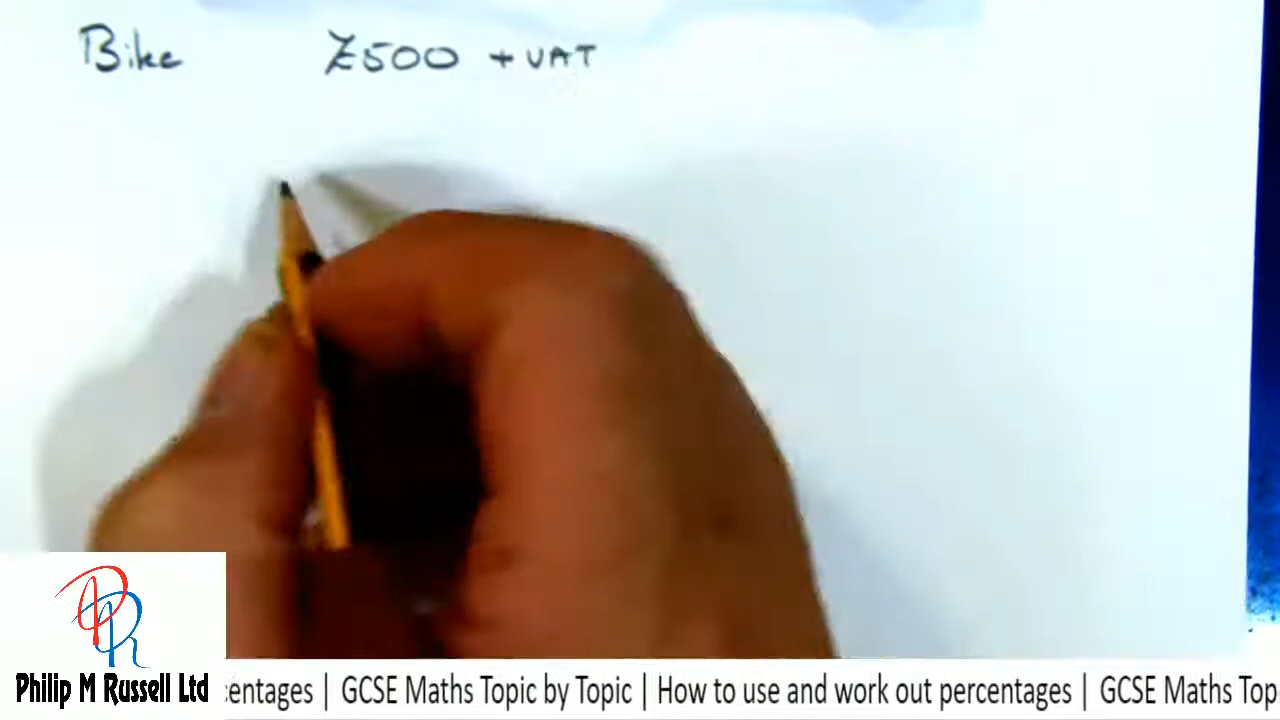 Bike £500 + VAT
Philip M Russell Ltd
centages | GCSE Maths Topic by Topic | How to use and work out percentages | GCSE Maths Top